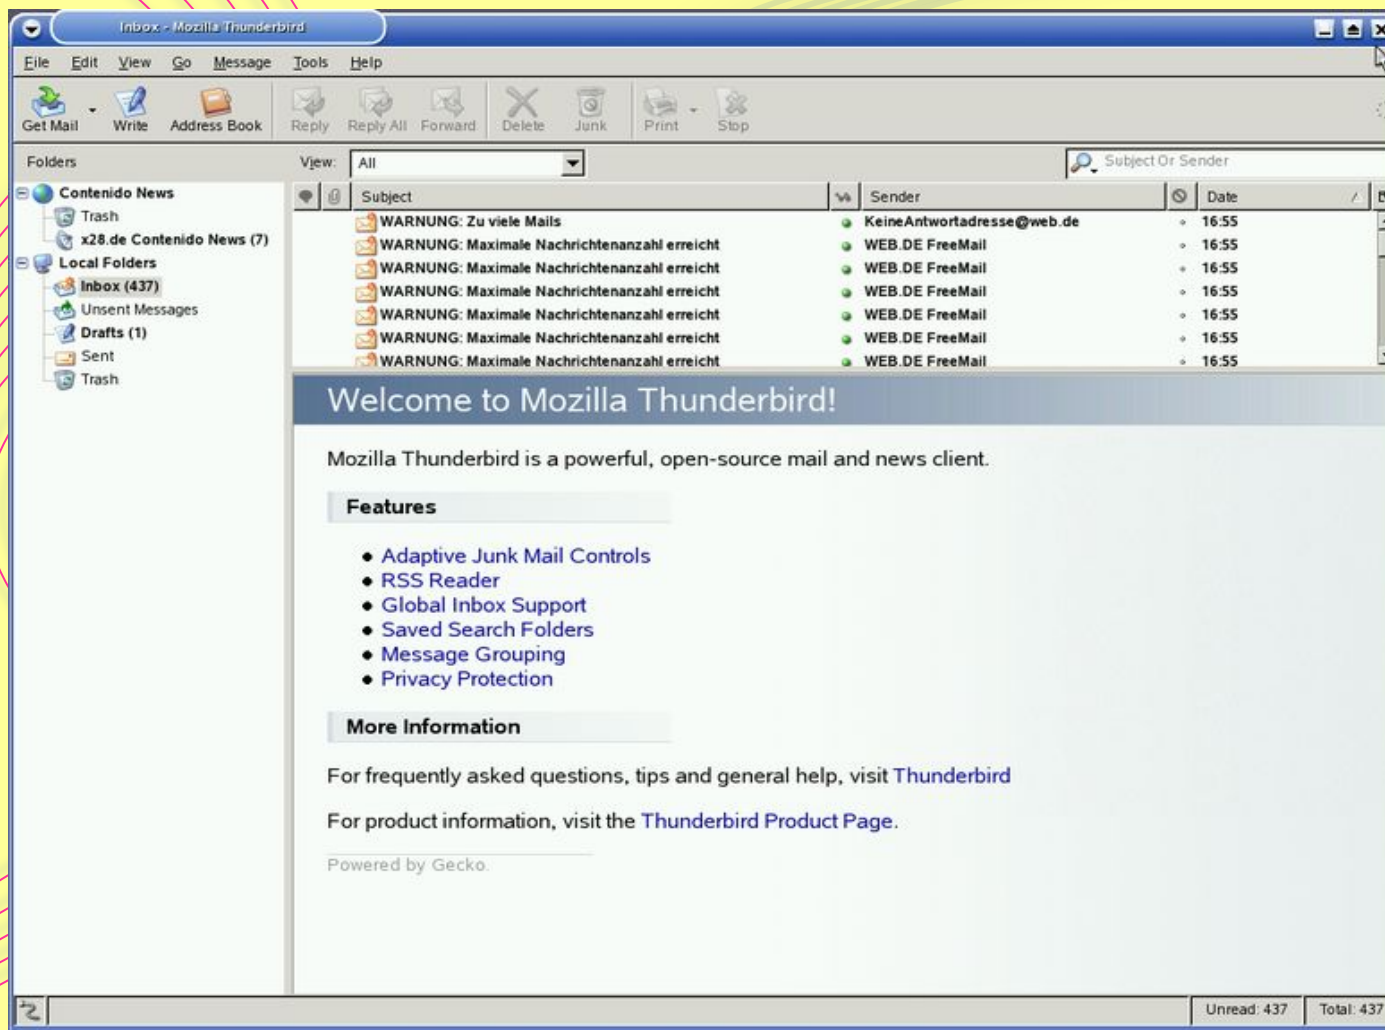 Inbox - Mozilla Thunderbird
File Edit View Go Message Tools Help
Get Mail Write Address Book Reply Reply All Forward Delete Junk Print Stop
Folders View: All Subject Or Sender
Subject Sender Date
Contenido News
Trash
x28.de Contenido News (7)
Local Folders
Inbox (437)
Unsent Messages
Drafts (1)
Sent
Trash
WARNUNG: Zu viele Mails KeineAntwortadresse@web.de 16:55
WARNUNG: Maximale Nachrichtenanzahl erreicht WEB.DE FreeMail 16:55
WARNUNG: Maximale Nachrichtenanzahl erreicht WEB.DE FreeMail 16:55
WARNUNG: Maximale Nachrichtenanzahl erreicht WEB.DE FreeMail 16:55
WARNUNG: Maximale Nachrichtenanzahl erreicht WEB.DE FreeMail 16:55
WARNUNG: Maximale Nachrichtenanzahl erreicht WEB.DE FreeMail 16:55
WARNUNG: Maximale Nachrichtenanzahl erreicht WEB.DE FreeMail 16:55
Welcome to Mozilla Thunderbird!
Mozilla Thunderbird is a powerful, open-source mail and news client.
Features
Adaptive Junk Mail Controls
RSS Reader
Global Inbox Support
Saved Search Folders
Message Grouping
Privacy Protection
More Information
For frequently asked questions, tips and general help, visit Thunderbird
For product information, visit the Thunderbird Product Page.
Powered by Gecko.
Unread: 437 Total: 437